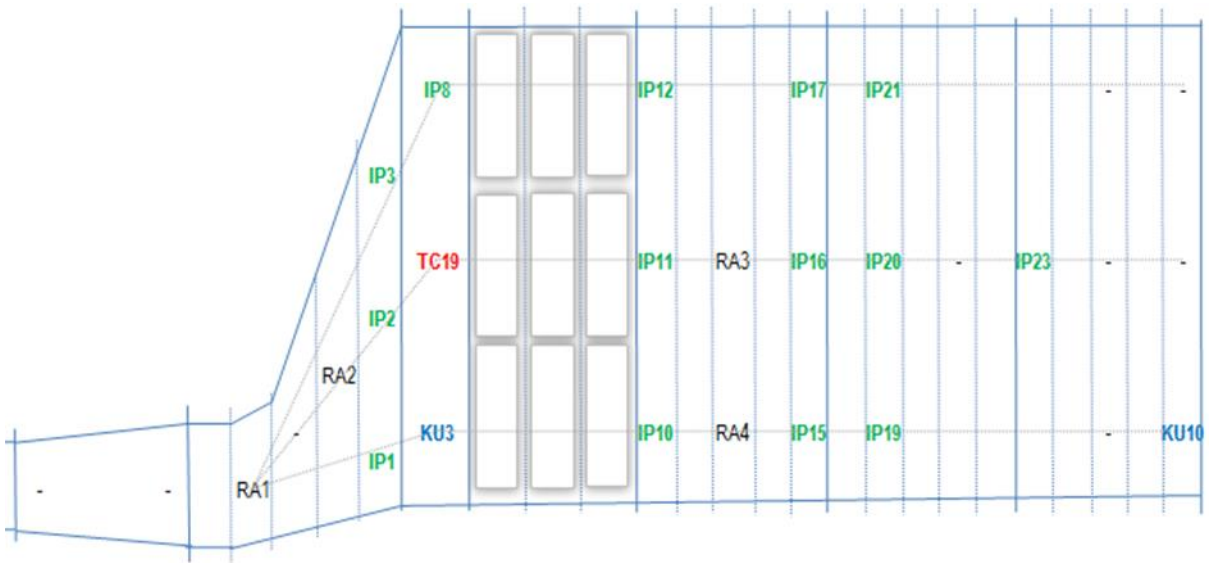 IP8 IP12 IP17 IP21 - -
IP3
TC19 IP11 RA3 IP16 IP20 - IP23 - -
IP2
RA2
- KU3 IP10 RA4 IP15 IP19 - KU10
IP1
- - RA1